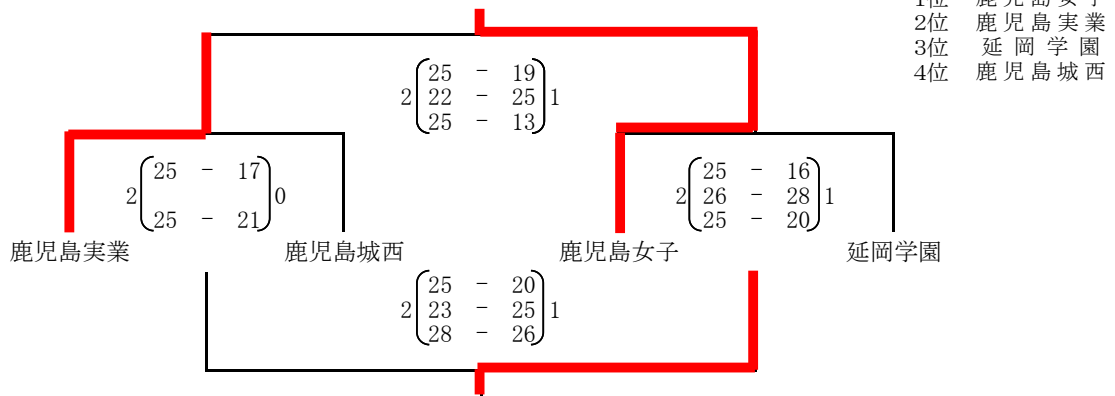 1位 鹿児島女子
2位 鹿児島実業
3位 延岡学園
4位 鹿児島城西
2 25 - 19 1
22 - 25
25 - 13
2 25 - 17 0
25 - 21
2 25 - 16 1
26 - 28
25 - 20
鹿児島実業 鹿児島城西 鹿児島女子 延岡学園
2 25 - 20 1
23 - 25
28 - 26